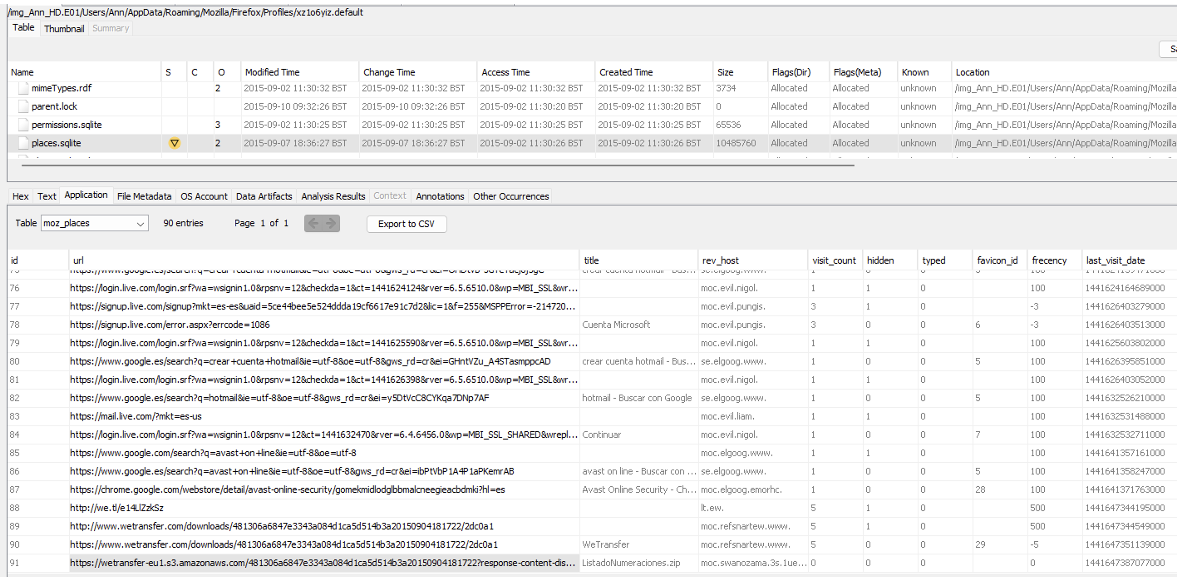 /img_Ann_HD.E01/Users/Ann/AppData/Roaming/Mozilla/Firefox/Profiles/xz1o6yiz.default
Table Thumbnail Summary
Name S C O Modified Time Change Time Access Time Created Time Size Flags(Dir) Flags(Meta) Known Location
mimeTypes.rdf 2 2015-09-02 11:30:32 BST 2015-09-02 11:30:32 BST 2015-09-02 11:30:32 BST 2015-09-02 11:30:32 BST 3734 Allocated Allocated unknown /img_Ann_HD.E01/Users/Ann/AppData/Roaming/Mozilla
parent.lock 2015-09-10 09:32:26 BST 2015-09-10 09:32:26 BST 2015-09-02 11:30:20 BST 2015-09-02 11:30:20 BST 0 Allocated Allocated unknown /img_Ann_HD.E01/Users/Ann/AppData/Roaming/Mozilla
permissions.sqlite 3 2015-09-02 11:30:25 BST 2015-09-02 11:30:25 BST 2015-09-02 11:30:25 BST 2015-09-02 11:30:25 BST 65536 Allocated Allocated unknown /img_Ann_HD.E01/Users/Ann/AppData/Roaming/Mozilla
places.sqlite 2 2015-09-07 18:36:27 BST 2015-09-07 18:36:27 BST 2015-09-02 11:30:26 BST 2015-09-02 11:30:26 BST 10485760 Allocated Allocated unknown /img_Ann_HD.E01/Users/Ann/AppData/Roaming/Mozilla
Hex Text Application File Metadata OS Account Data Artifacts Analysis Results Context Annotations Other Occurrences
Table moz_places 90 entries Page 1 of 1 Export to CSV
id url title rev_host visit_count hidden typed favicon_id frecency last_visit_date
76 https://login.live.com/login.srf?wa=wsignin1.0&rpsnv=12&checkda=1&ct=1441624124&rver=6.5.6510.0&wp=MBI_SSL&wr... moc.evil.nigol. 1 1 0 100 1441624164689000
77 https://signup.live.com/signup?mkt=es-es&uaid=5ce44bee5e524ddda19cf6617e91c7d2&lic=1&f=255&MSPPError=-214720... moc.evil.pungis. 3 1 0 -3 1441626403279000
78 https://signup.live.com/error.aspx?errcode=1086 Cuenta Microsoft moc.evil.pungis. 3 0 0 6 -3 1441626403513000
79 https://login.live.com/login.srf?wa=wsignin1.0&rpsnv=12&checkda=1&ct=1441625590&rver=6.5.6510.0&wp=MBI_SSL&wr... moc.evil.nigol. 1 1 0 100 1441625603802000
80 https://www.google.es/search?q=crear+cuenta+hotmail&ie=utf-8&oe=utf-8&gws_rd=cr&ei=GHntVZu_A4STasmppcAD crear cuenta hotmail - Bus... se.elgoog.www. 1 0 0 5 100 1441626395851000
81 https://login.live.com/login.srf?wa=wsignin1.0&rpsnv=12&checkda=1&ct=1441626398&rver=6.5.6510.0&wp=MBI_SSL&wr... moc.evil.nigol. 1 1 0 100 1441626403052000
82 https://www.google.es/search?q=hotmail&ie=utf-8&oe=utf-8&gws_rd=cr&ei=y5DtVcC8CYKqa7DNp7AF hotmail - Buscar con Google se.elgoog.www. 1 0 0 5 100 1441632526210000
83 https://mail.live.com/?mkt=es-us moc.evil.liam. 1 1 0 100 1441632531488000
84 https://login.live.com/login.srf?wa=wsignin1.0&rpsnv=12&ct=1441632470&rver=6.4.6456.0&wp=MBI_SSL_SHARED&wrepl... Continuar moc.evil.nigol. 1 0 0 7 100 1441632532711000
85 https://www.google.com/search?q=avast+on+line&ie=utf-8&oe=utf-8 moc.elgoog.www. 1 1 0 100 1441641357161000
86 https://www.google.es/search?q=avast+on+line&ie=utf-8&oe=utf-8&gws_rd=cr&ei=ibPtVbP1A4P1aPKemrAB avast on line - Buscar con ... se.elgoog.www. 1 0 0 5 100 1441641358247000
87 https://chrome.google.com/webstore/detail/avast-online-security/gomekmidlodglbbmalcneegieacbdmki?hl=es Avast Online Security - Ch... moc.elgoog.emorhc. 1 0 0 28 100 1441641371763000
88 http://we.tl/e14LlZzkSz lt.ew. 5 1 0 500 1441647344195000
89 http://www.wetransfer.com/downloads/481306a6847e3343a084d1ca5d514b3a20150904181722/2dc0a1 moc.refsnartew.www. 5 1 0 500 1441647344549000
90 https://www.wetransfer.com/downloads/481306a6847e3343a084d1ca5d514b3a20150904181722/2dc0a1 WeTransfer moc.refsnartew.www. 5 0 0 29 -5 1441647351139000
91 https://wetransfer-eu1.s3.amazonaws.com/481306a6847e3343a084d1ca5d514b3a20150904181722?response-content-dis... ListadoNumeraciones.zip moc.swanozama.3s.1ue... 0 0 0 0 1441647387077000